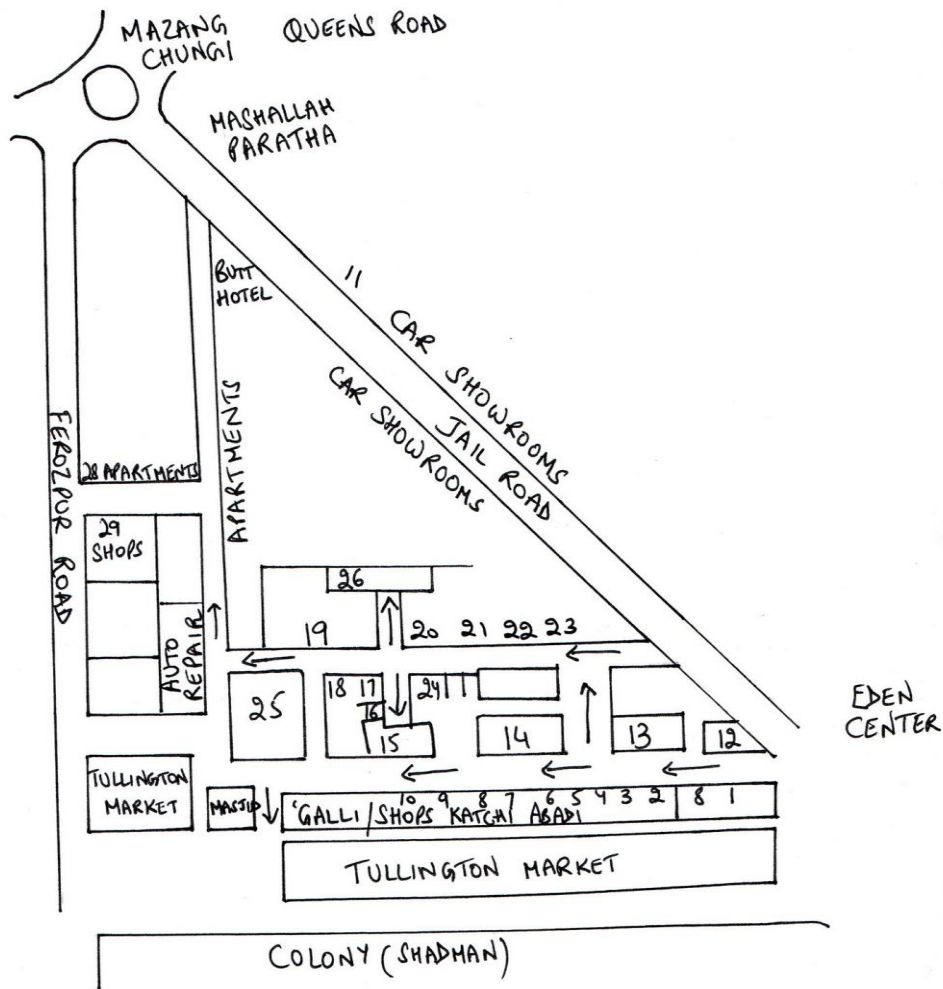 MAZANG
CHUNGI
QUEENS ROAD
MASHALLAH
PARATHA
BUTT
HOTEL
11
CAR SHOWROOMS
JAIL ROAD
CAR SHOWROOMS
FEROZPUR ROAD
APARTMENTS
28 APARTMENTS
29
SHOPS
AUTO
REPAIR
26
19
20 21 22 23
25
18 17
16
15
24
14
13
12
EDEN
CENTER
TULLINGTON
MARKET
MASJID
10 9 8 7 6 5 4 3 2 8 1
'GALLI/SHOPS KATCHI ABADI
TULLINGTON MARKET
COLONY (SHADMAN)